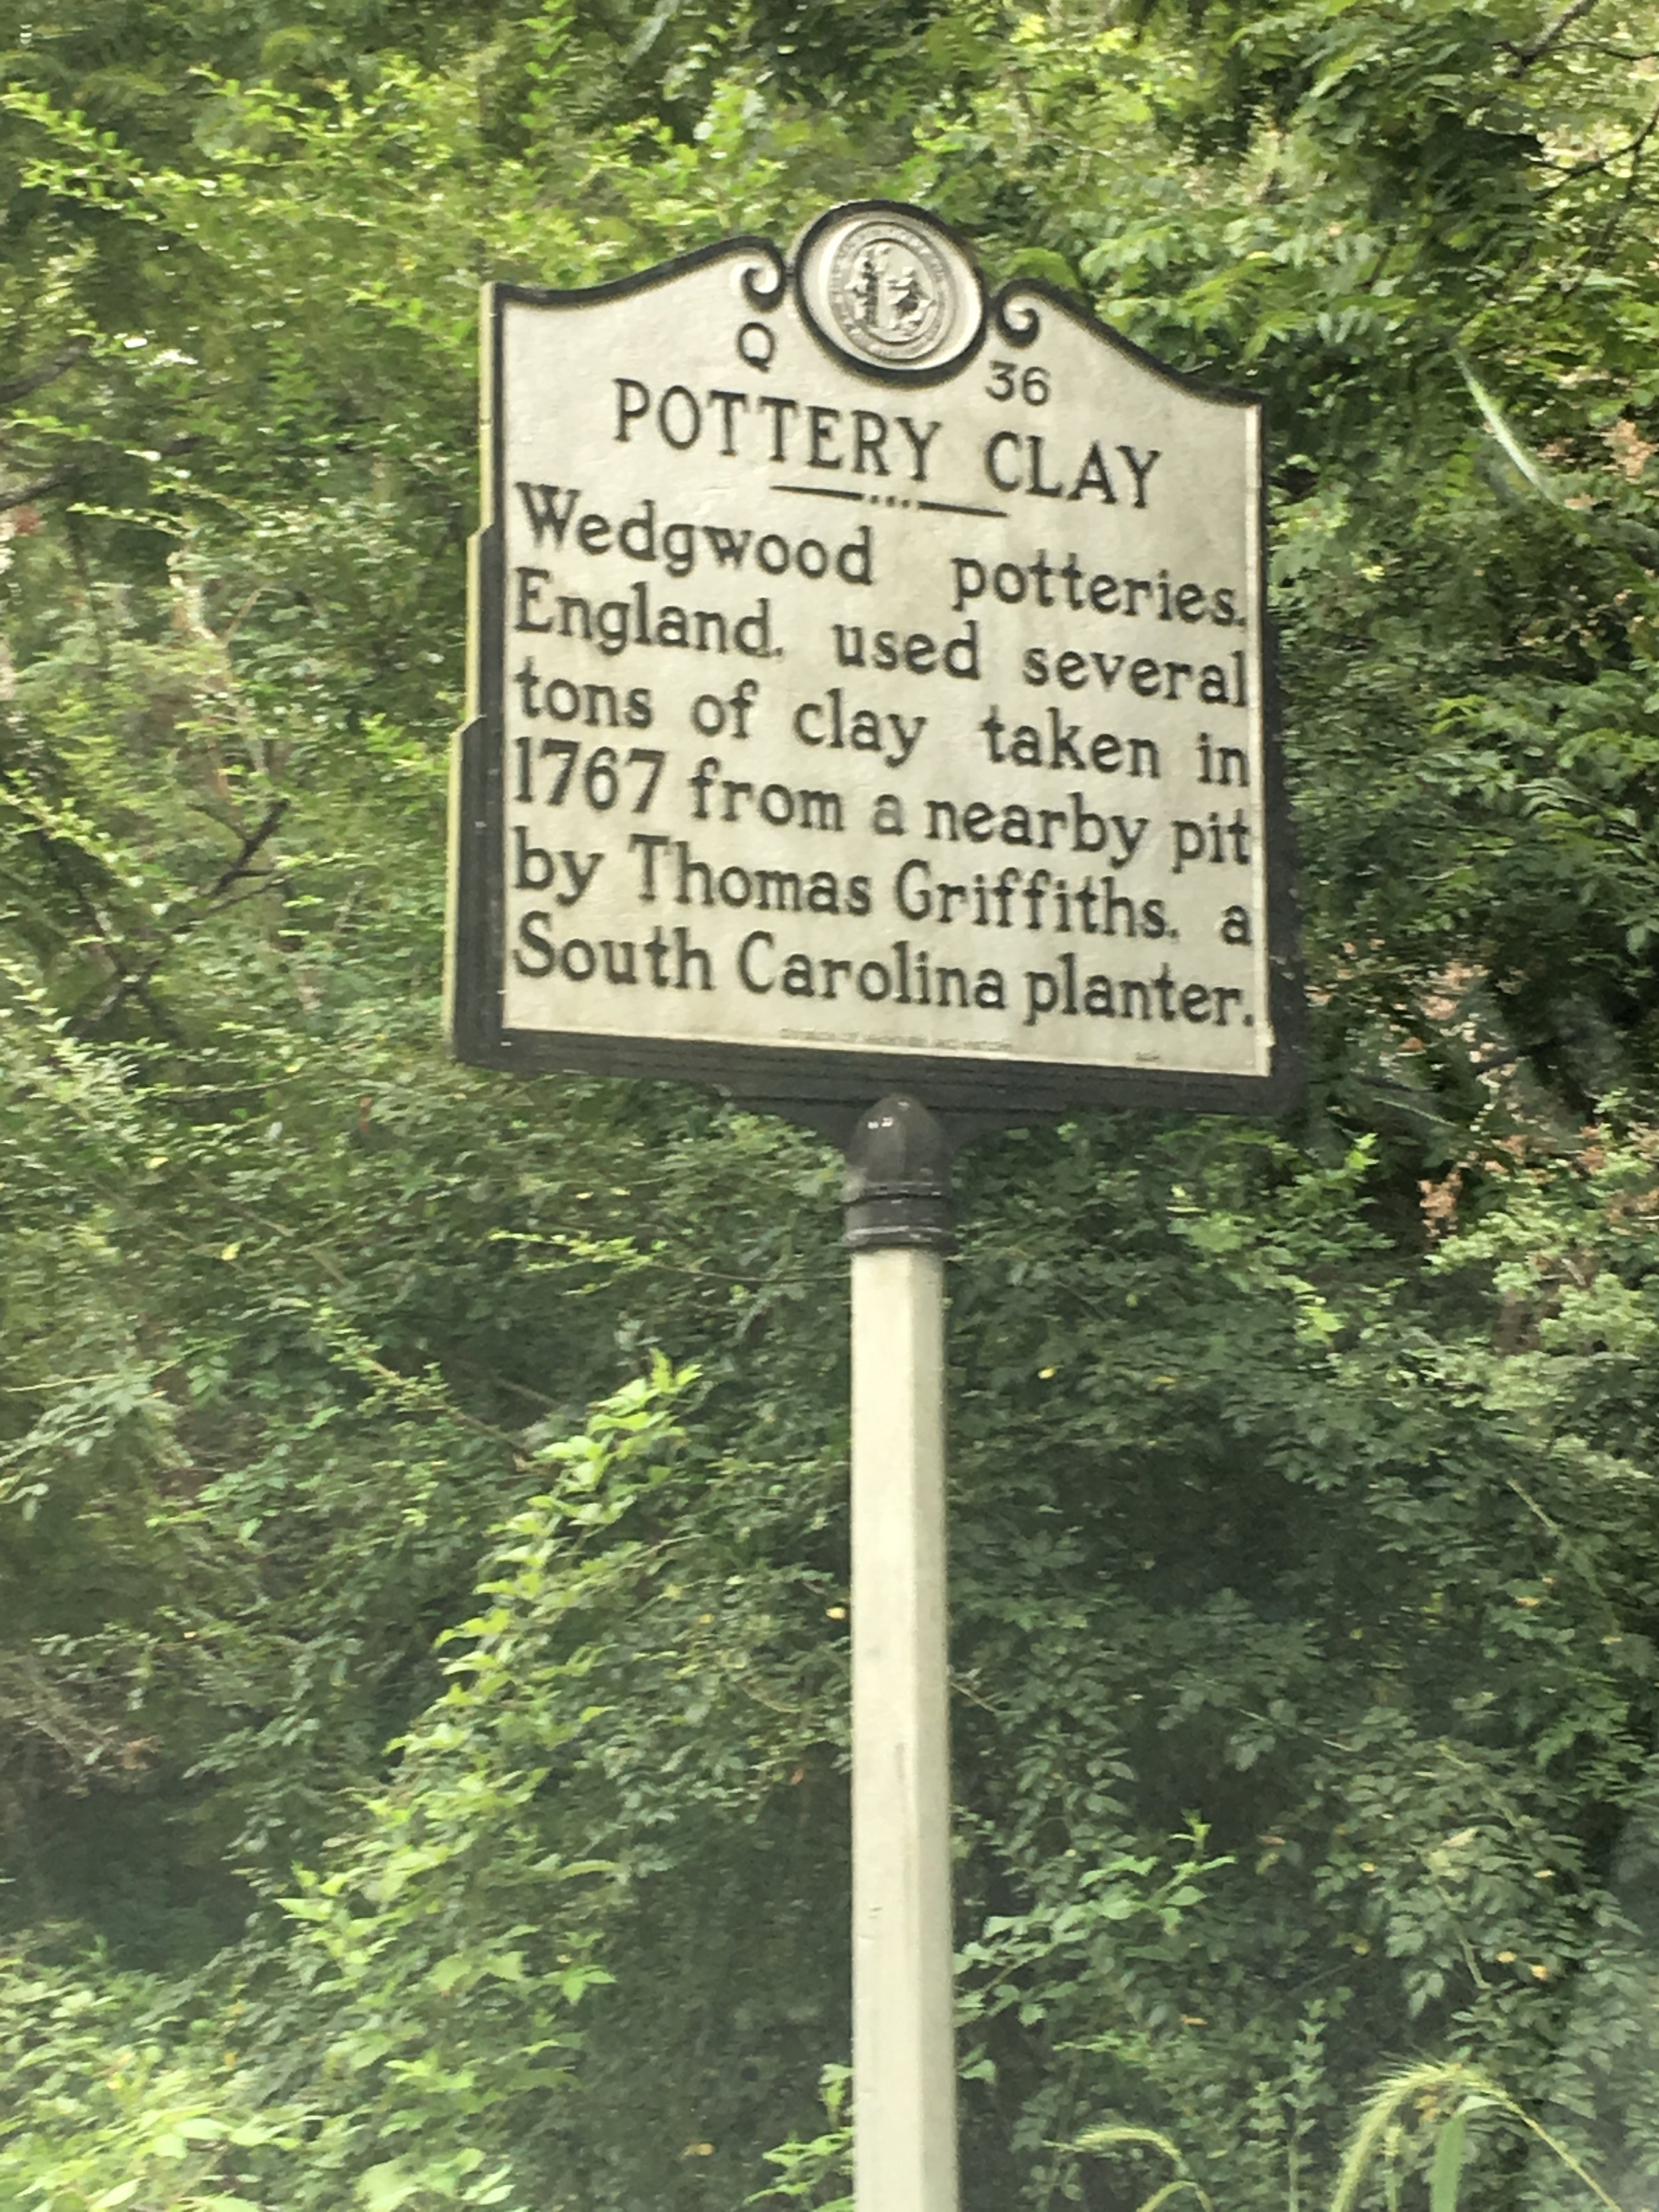 Q 36
POTTERY CLAY
Wedgwood potteries,
England, used several
tons of clay taken in
1767 from a nearby pit
by Thomas Griffiths, a
South Carolina planter.